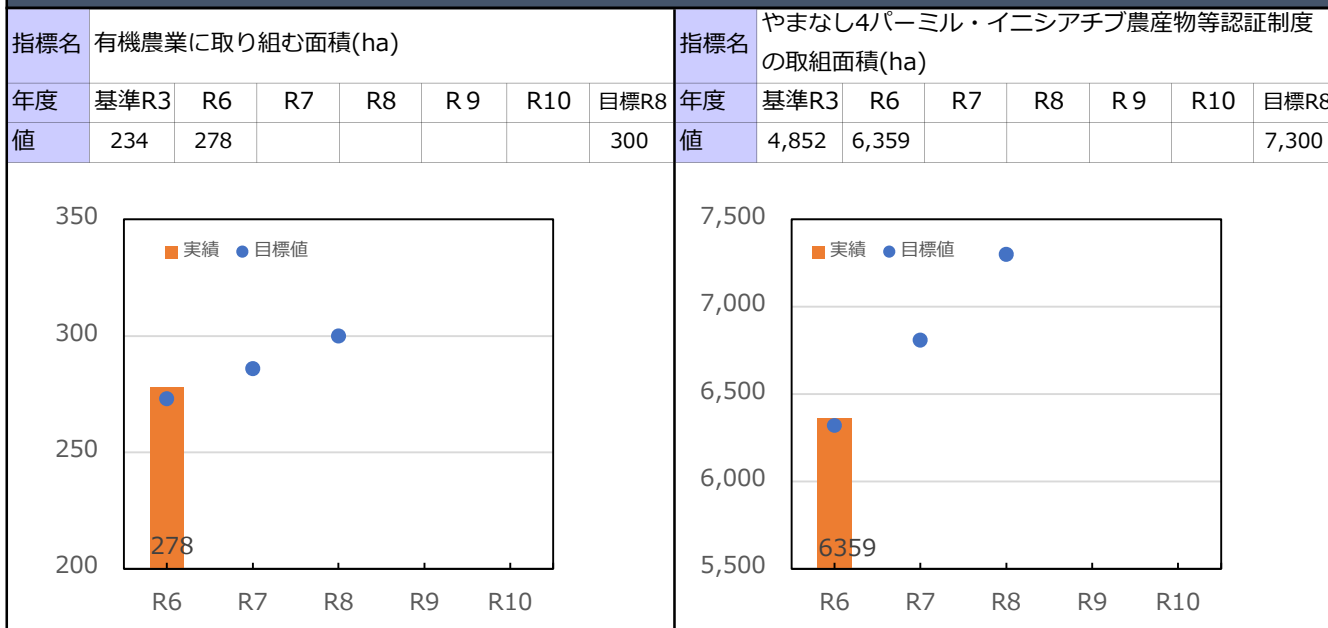 指標名 有機農業に取り組む面積(ha)
年度 基準R3 R6 R7 R8 R９ R10 目標R8
値 234 278 300
350
300
250
200
実績 目標値
278
R6 R7 R8 R9 R10
指標名 やまなし4パーミル・イニシアチブ農産物等認証制度
の取組面積(ha)
年度 基準R3 R6 R7 R8 R９ R10 目標R8
値 4,852 6,359 7,300
7,500
7,000
6,500
6,000
5,500
実績 目標値
6359
R6 R7 R8 R9 R10